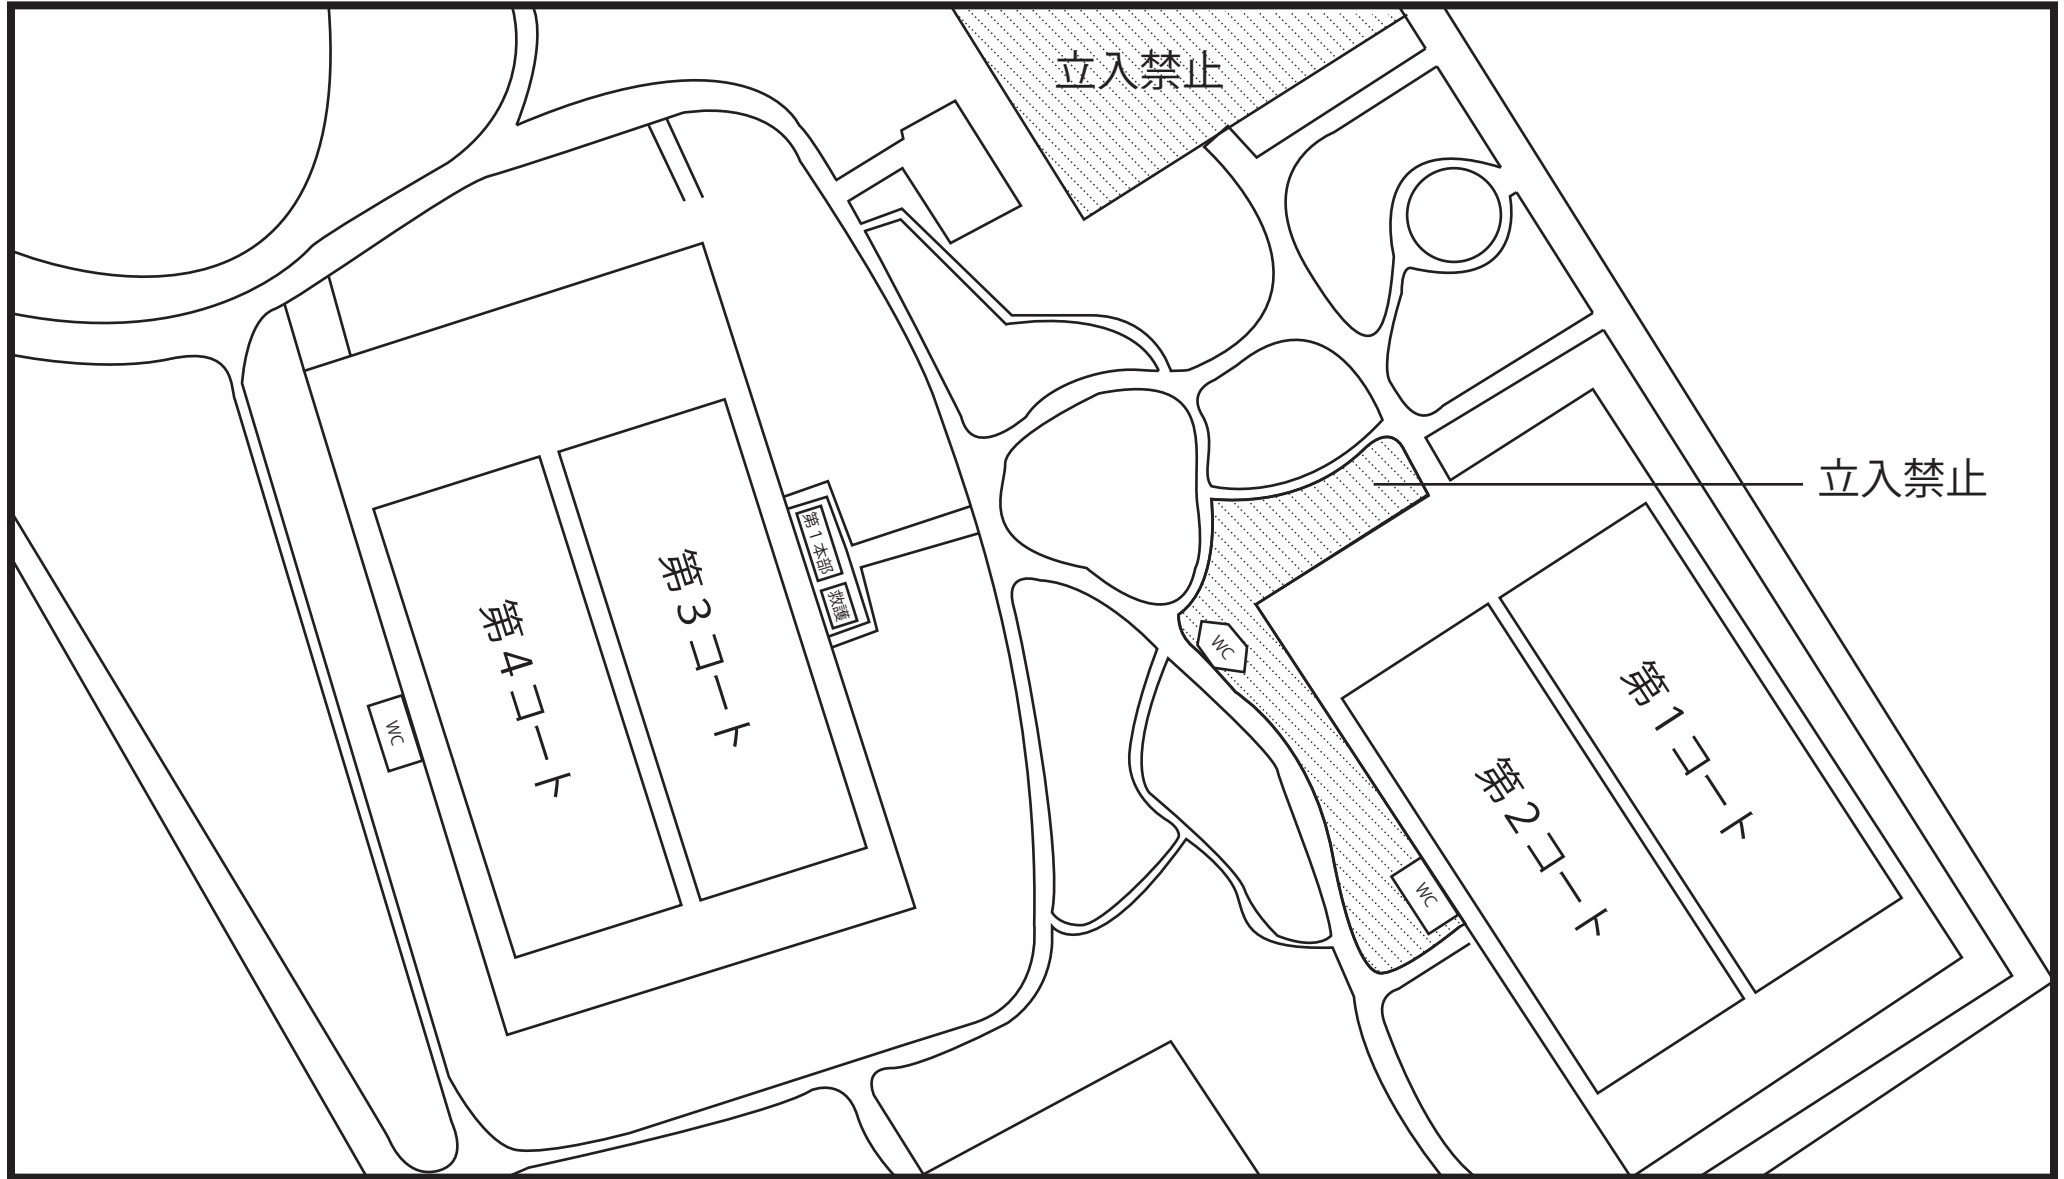 立入禁止
立入禁止
第1本部
救護
第3コート
第4コート
WC
WC
第1コート
第2コート
WC